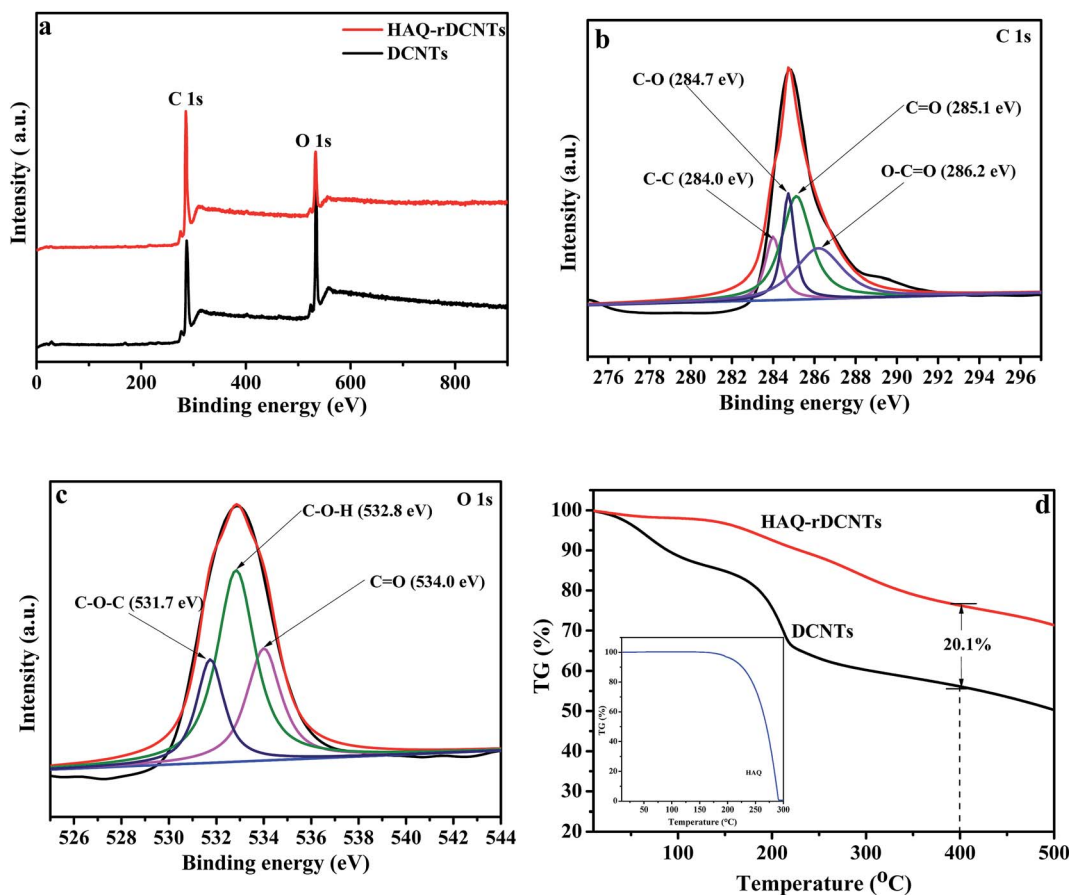 a
HAQ-rDCNTs
DCNTs
C 1s
O 1s
Intensity ( a.u.)
0 200 400 600 800
Binding energy (eV)
b
C 1s
C-O (284.7 eV)
C=O (285.1 eV)
C-C (284.0 eV)
O-C=O (286.2 eV)
Intensity (a.u.)
276 278 280 282 284 286 288 290 292 294 296
Binding energy (eV)
c
O 1s
C-O-H (532.8 eV)
C=O (534.0 eV)
C-O-C (531.7 eV)
Intensity (a.u.)
526 528 530 532 534 536 538 540 542 544
Binding energy (eV)
d
100
90
80
70
60
50
40
30
20
TG (%)
HAQ-rDCNTs
DCNTs
20.1%
100
80
60
40
20
0
TG (%)
HAQ
50 100 150 200 250 300
Temperature (°C)
100 200 300 400 500
Temperature (°C)